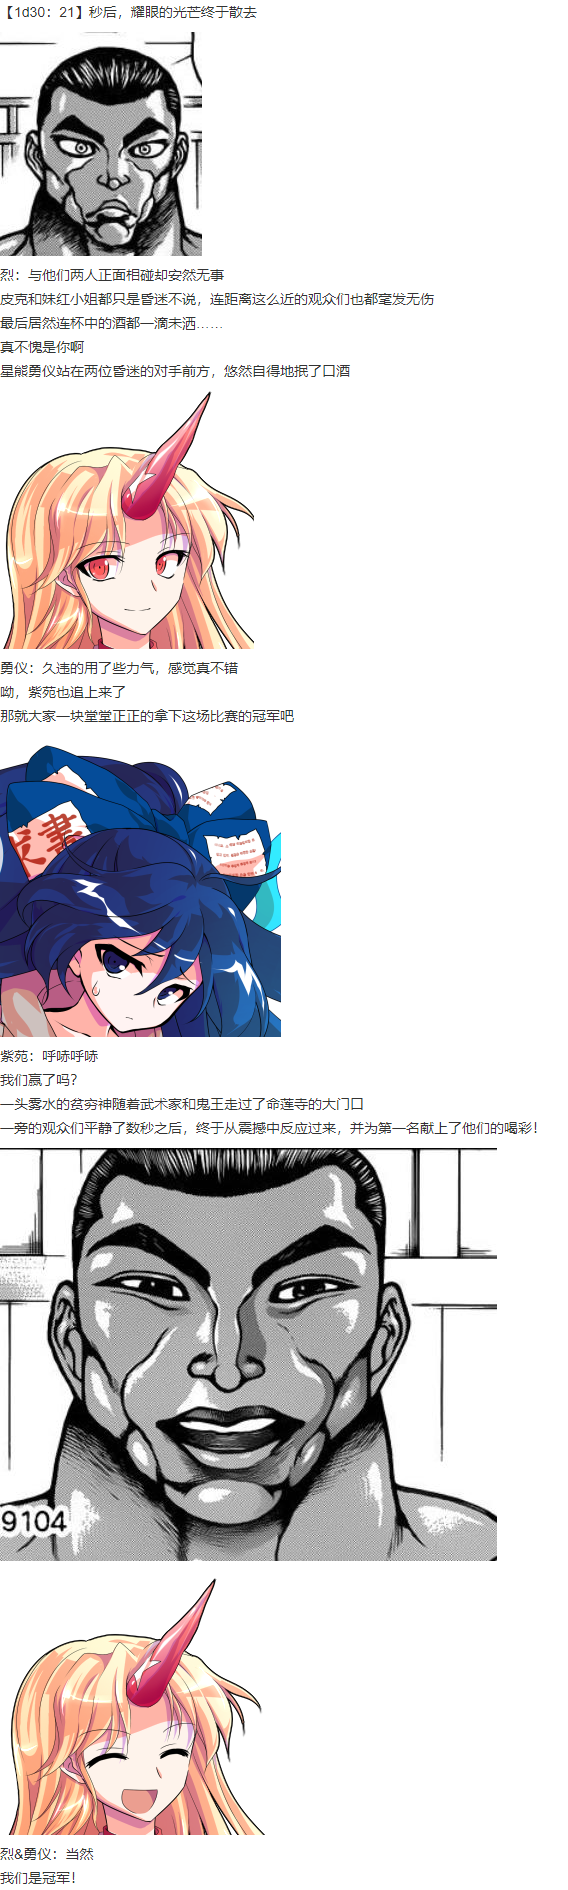 【1d30：21】秒后，耀眼的光芒终于散去
烈：与他们两人正面相碰却安然无事
皮克和妹红小姐都只是昏迷不说，连距离这么近的观众们也都毫发无伤
最后居然连杯中的酒都一滴未洒……
真不愧是你啊
星熊勇仪站在两位昏迷的对手前方，悠然自得地抿了口酒
勇仪：久违的用了些力气，感觉真不错
呦，紫苑也追上来了
那就大家一块堂堂正正的拿下这场比赛的冠军吧
紫苑：呼哧呼哧
我们赢了吗？
一头雾水的贫穷神随着武术家和鬼王走过了命莲寺的大门口
一旁的观众们平静了数秒之后，终于从震撼中反应过来，并为第一名献上了他们的喝彩！
9104
烈&勇仪：当然
我们是冠军！